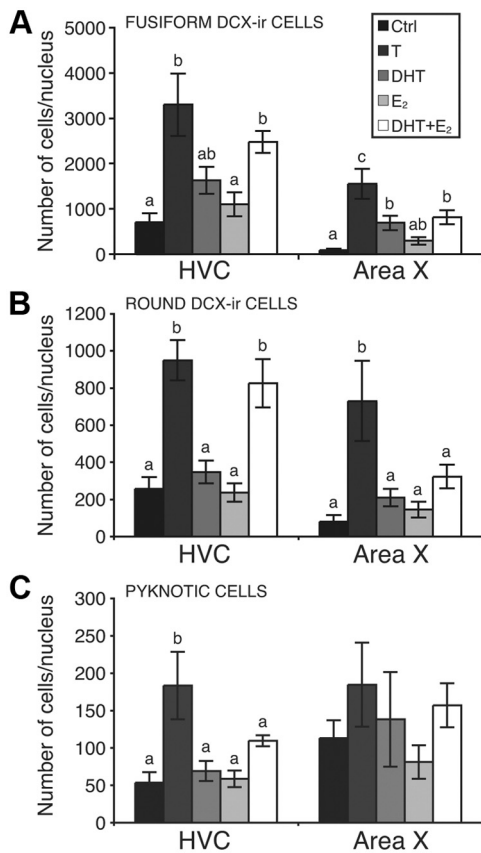 A FUSIFORM DCX-ir CELLS
Ctrl
T
DHT
E₂
DHT+E₂
Number of cells/nucleus
5000
4000
3000
2000
1000
0
a b ab a b
a c b ab b
HVC Area X
B ROUND DCX-ir CELLS
Number of cells/nucleus
1200
1000
800
600
400
200
0
a b a a b
a b a a a
HVC Area X
C PYKNOTIC CELLS
Number of cells/nucleus
300
250
200
150
100
50
0
a b a a a
HVC Area X